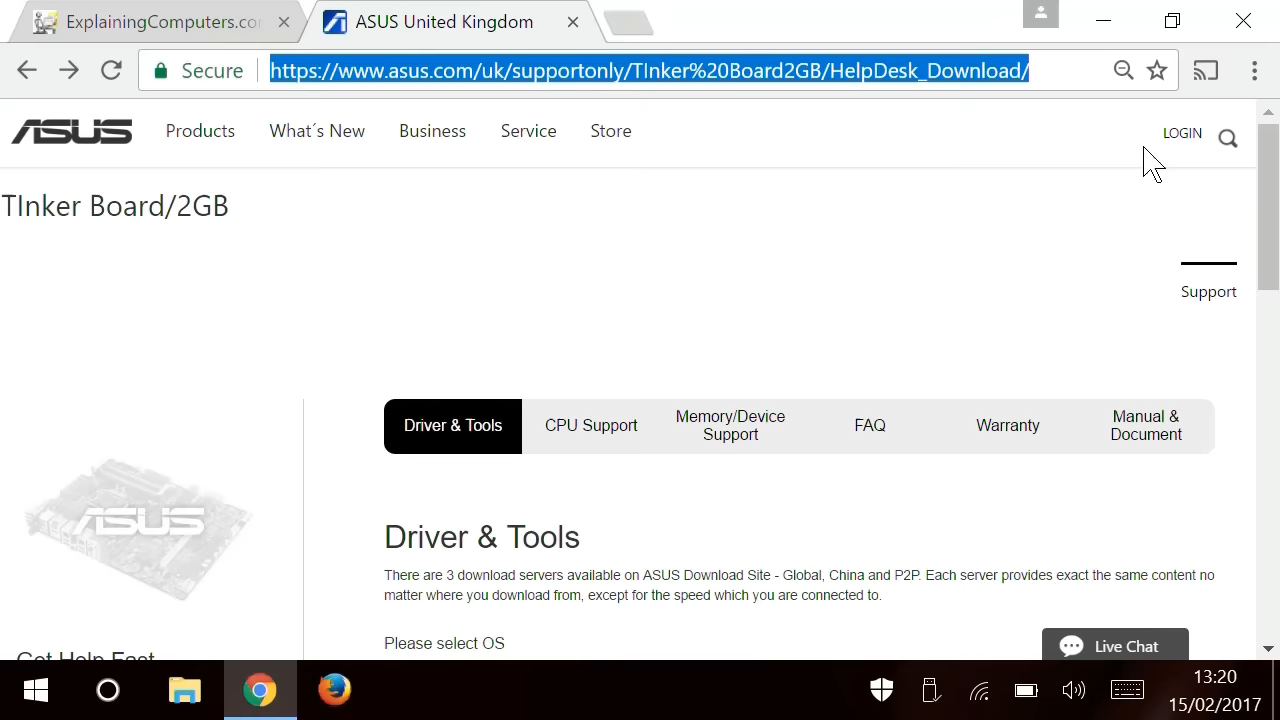 ExplainingComputers.co
ASUS United Kingdom
Secure
https://www.asus.com/uk/supportonly/TInker%20Board2GB/HelpDesk_Download/
ASUS
Products
What´s New
Business
Service
Store
LOGIN
TInker Board/2GB
Support
Driver & Tools
CPU Support
Memory/Device
Support
FAQ
Warranty
Manual &
Document
ASUS
Driver & Tools
There are 3 download servers available on ASUS Download Site - Global, China and P2P. Each server provides exact the same content no
matter where you download from, except for the speed which you are connected to.
Please select OS
Get Help Fast
Live Chat
13:20
15/02/2017